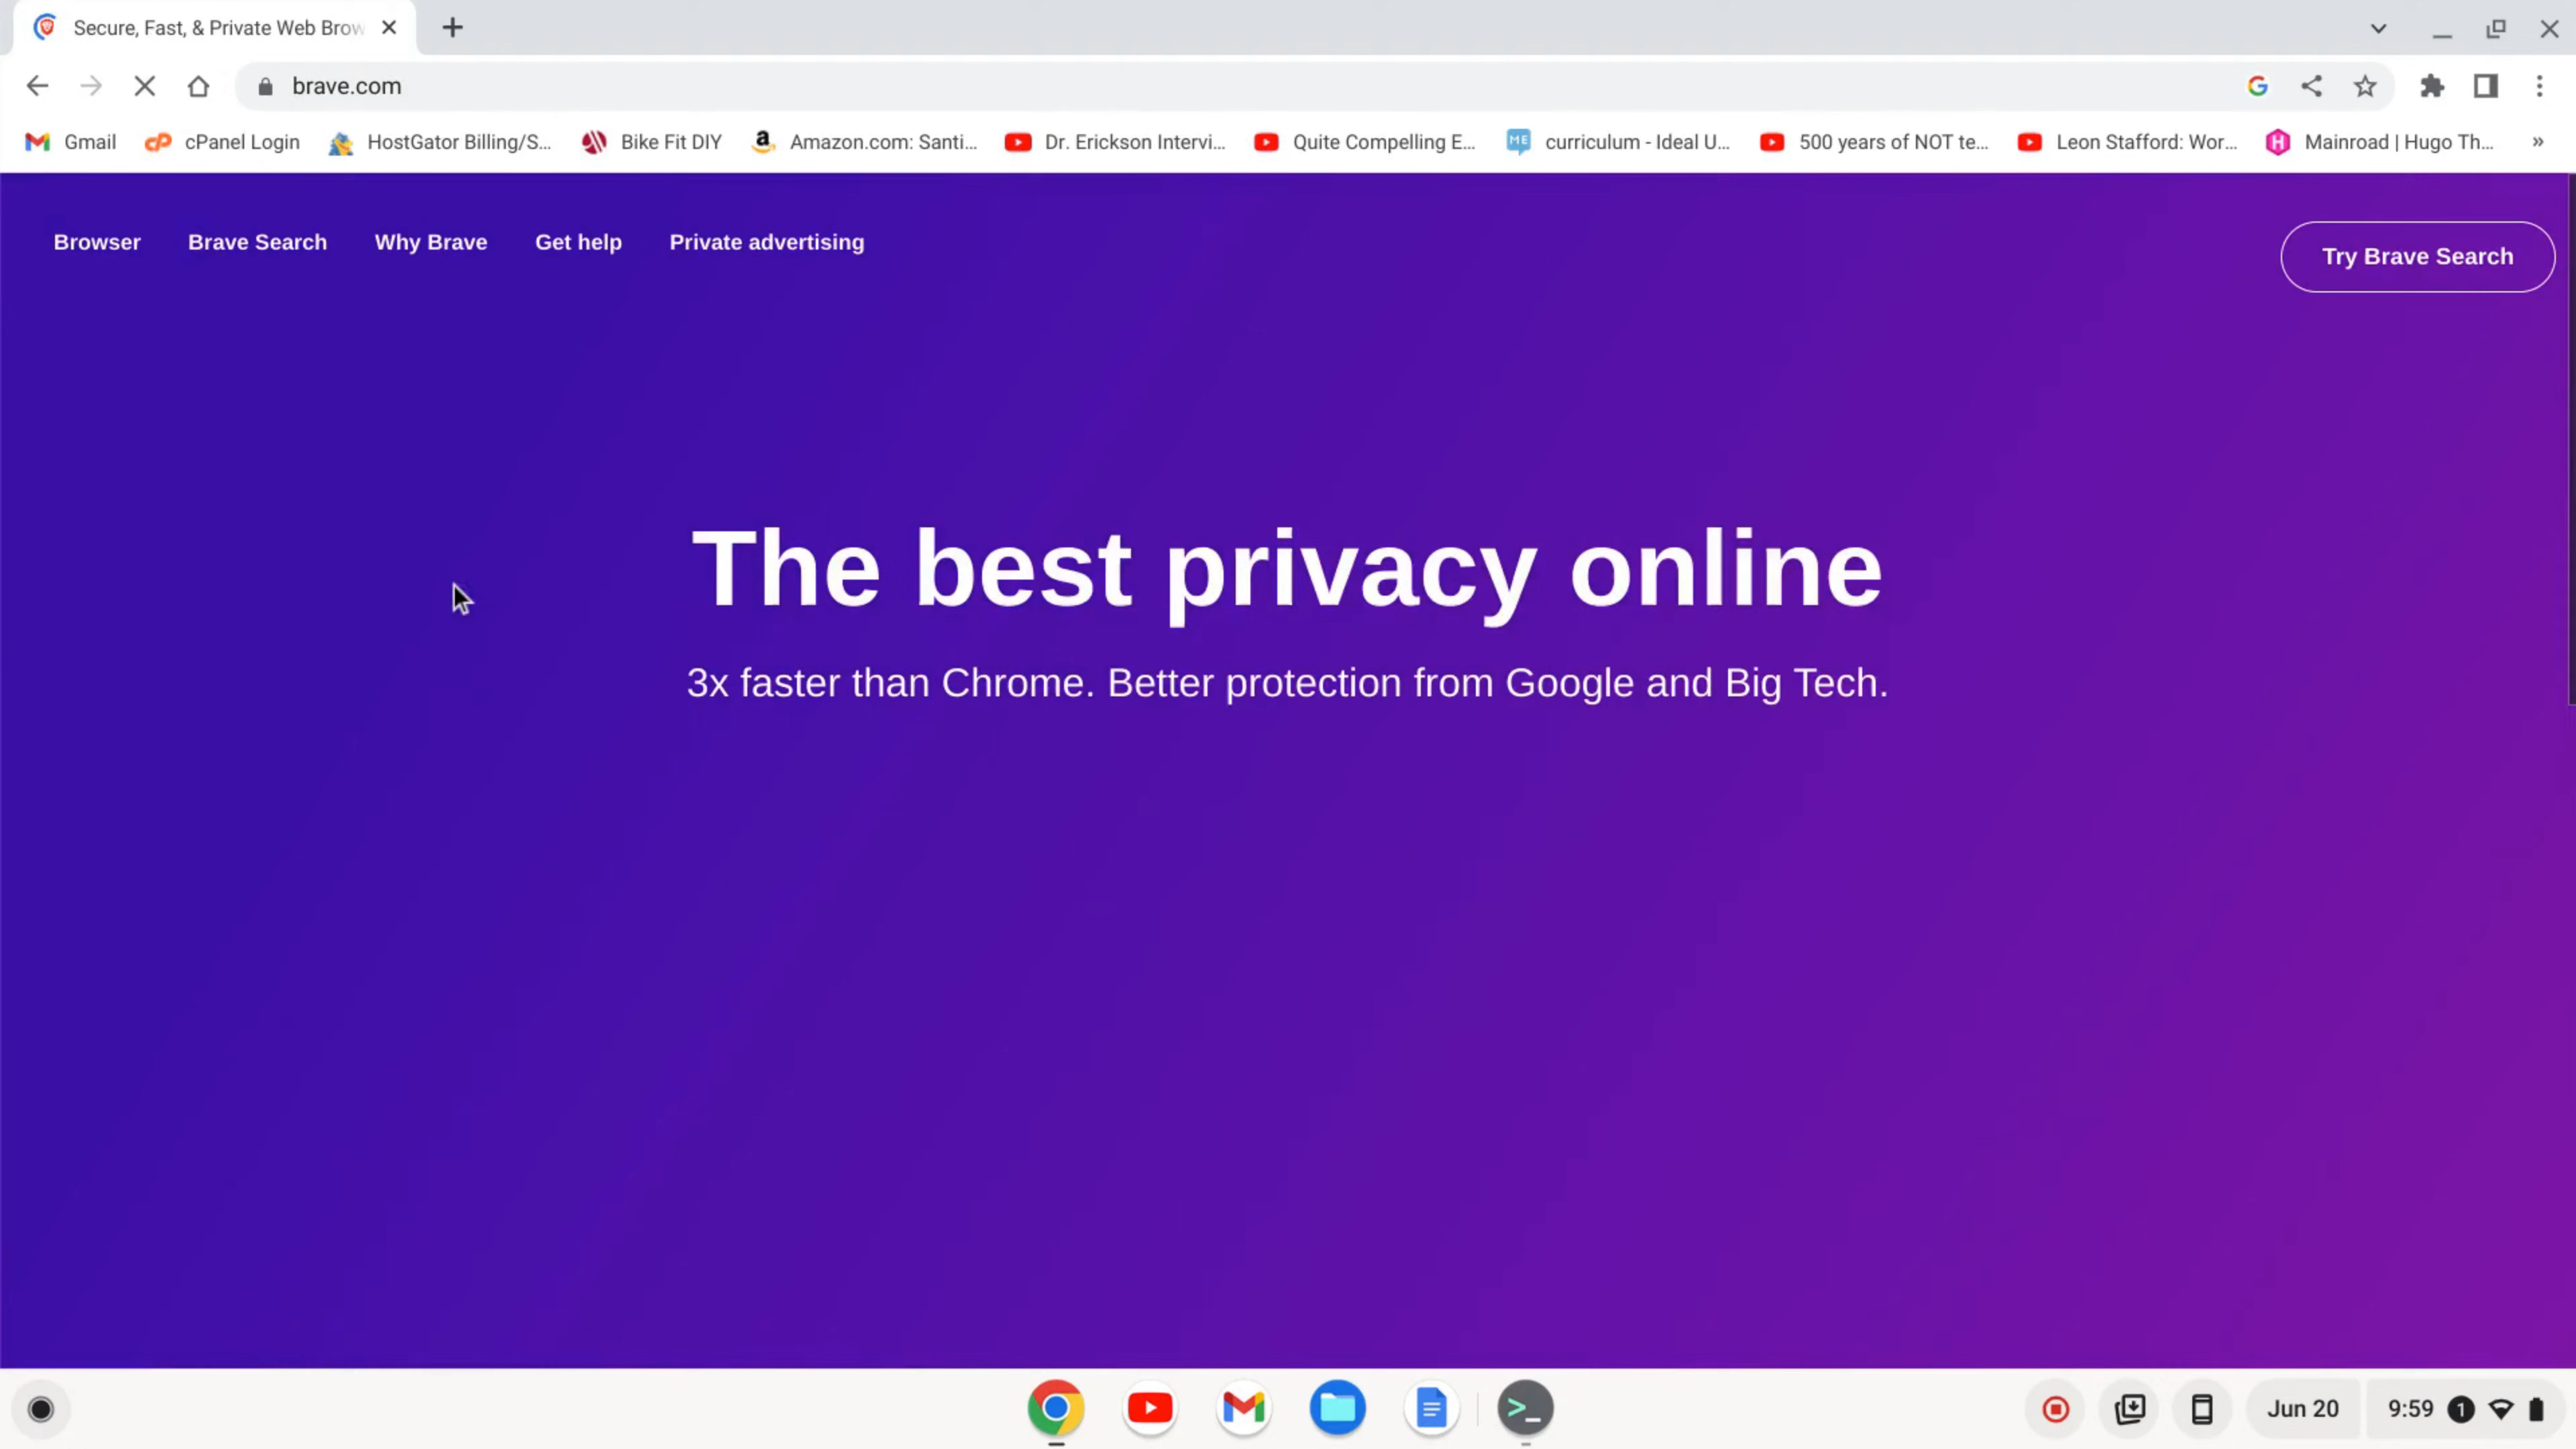 Secure, Fast, & Private Web Brow
brave.com
Gmail
cPanel Login
HostGator Billing/S...
Bike Fit DIY
Amazon.com: Santi...
Dr. Erickson Intervi...
Quite Compelling E...
ME
curriculum - Ideal U...
500 years of NOT te...
Leon Stafford: Wor...
Mainroad | Hugo Th...
»
Browser
Brave Search
Why Brave
Get help
Private advertising
Try Brave Search
The best privacy online
3x faster than Chrome. Better protection from Google and Big Tech.
Jun 20
9:59
1